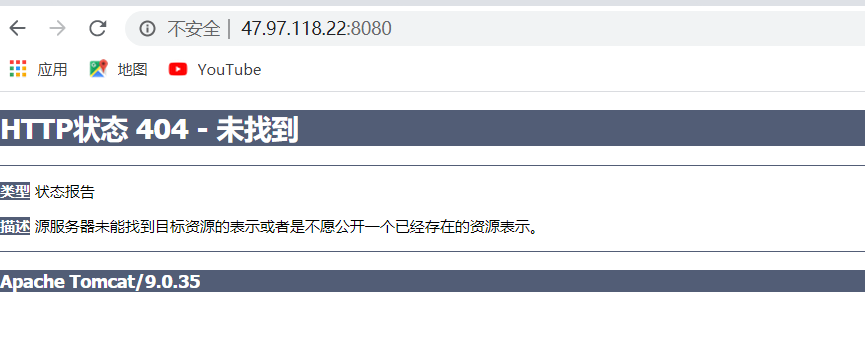 不安全 | 47.97.118.22:8080
应用 地图 YouTube
HTTP状态 404 - 未找到
类型 状态报告
描述 源服务器未能找到目标资源的表示或者是不愿公开一个已经存在的资源表示。
Apache Tomcat/9.0.35